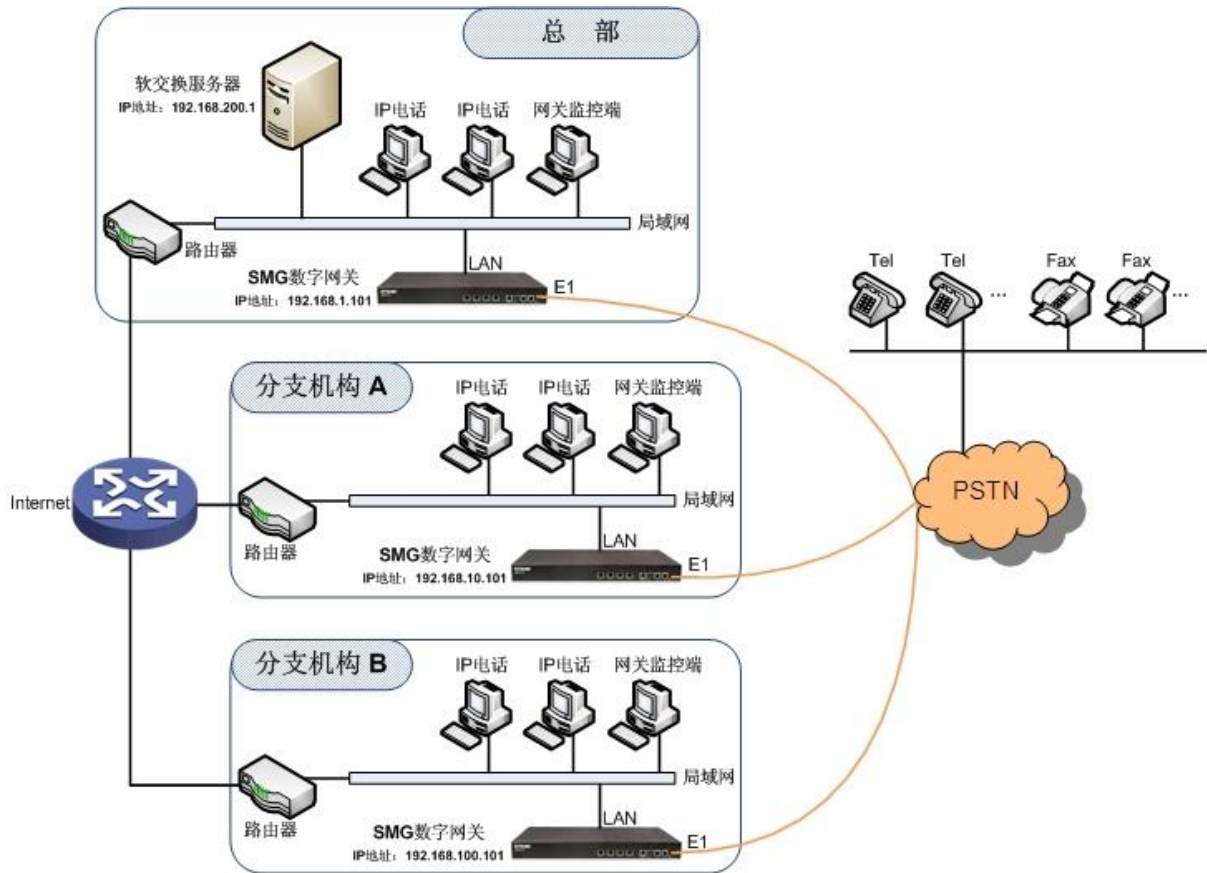 总 部
软交换服务器
IP地址：192.168.200.1
IP电话
IP电话
网关监控端
局域网
路由器
LAN
SMG数字网关
IP地址：192.168.1.101
E1
Tel
Tel
...
Fax
Fax
...
分支机构 A
IP电话
IP电话
网关监控端
局域网
Internet
路由器
LAN
SMG数字网关
IP地址：192.168.10.101
E1
PSTN
分支机构 B
IP电话
IP电话
网关监控端
局域网
路由器
LAN
SMG数字网关
IP地址：192.168.100.101
E1